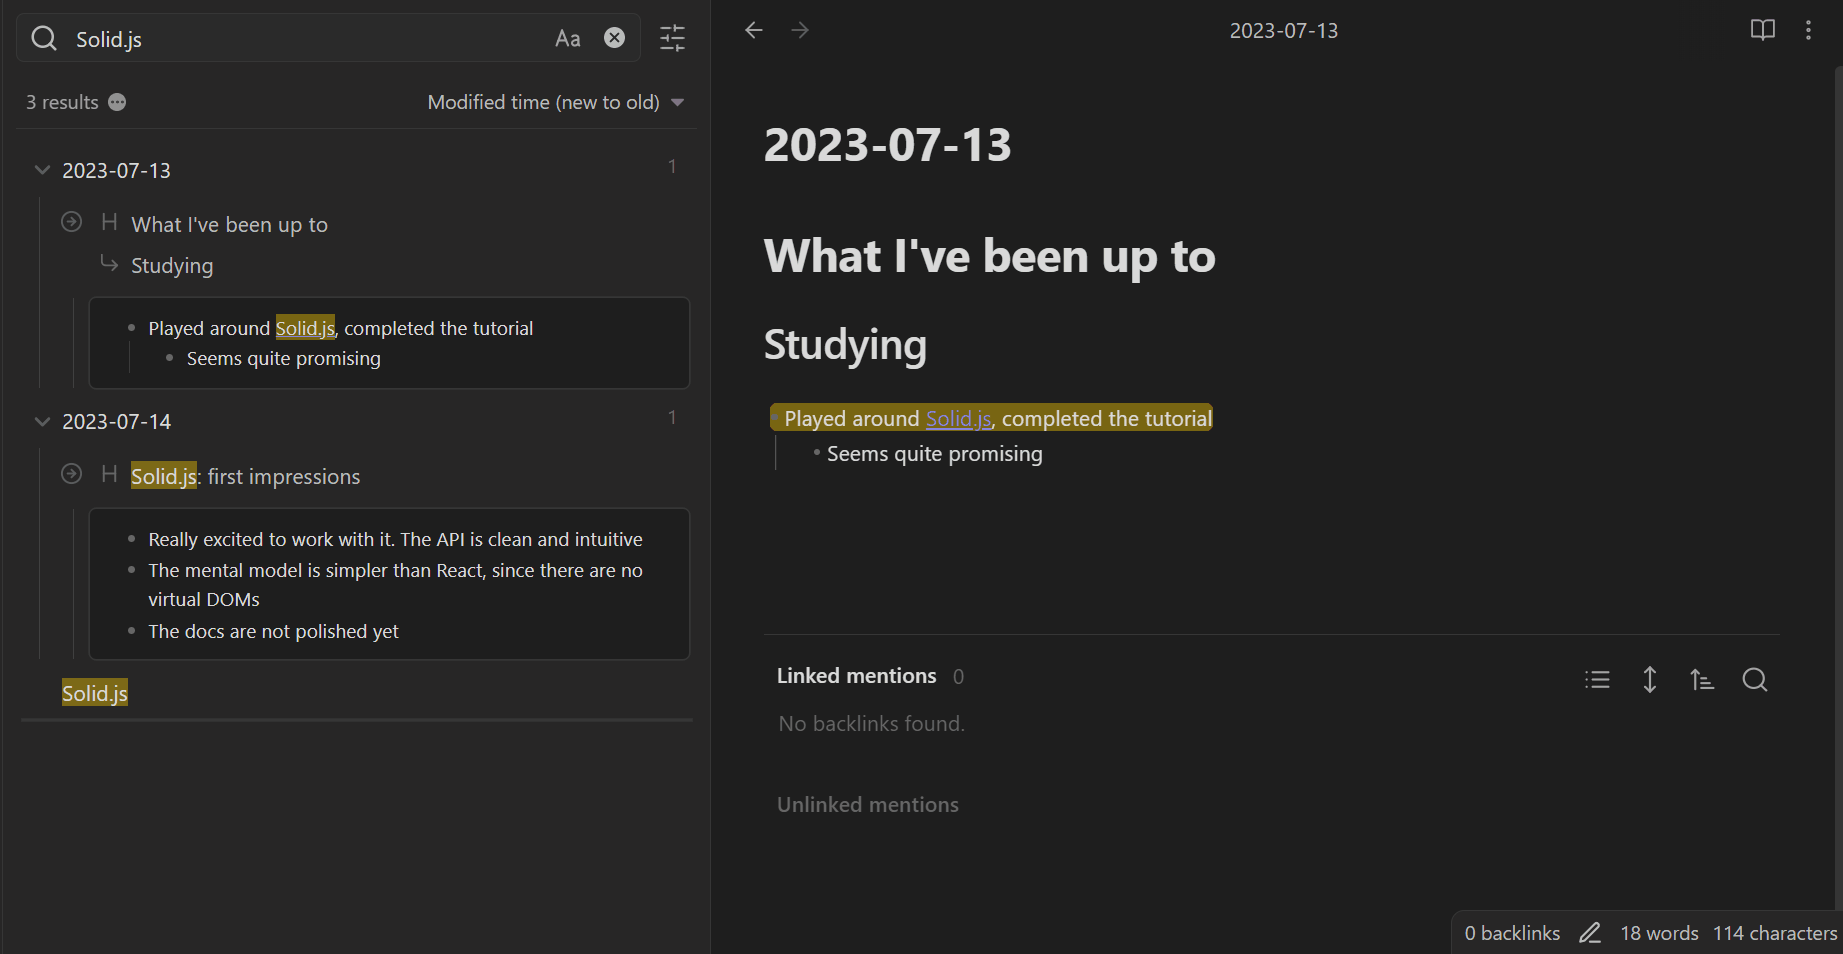 Solid.js
Aa
3 results
Modified time (new to old)
2023-07-13
1
H What I've been up to
Studying
• Played around Solid.js, completed the tutorial
• Seems quite promising
2023-07-14
1
H Solid.js: first impressions
• Really excited to work with it. The API is clean and intuitive
• The mental model is simpler than React, since there are no
virtual DOMs
• The docs are not polished yet
Solid.js
2023-07-13
2023-07-13
What I've been up to
Studying
• Played around Solid.js, completed the tutorial
• Seems quite promising
Linked mentions 0
No backlinks found.
Unlinked mentions
0 backlinks 18 words 114 characters